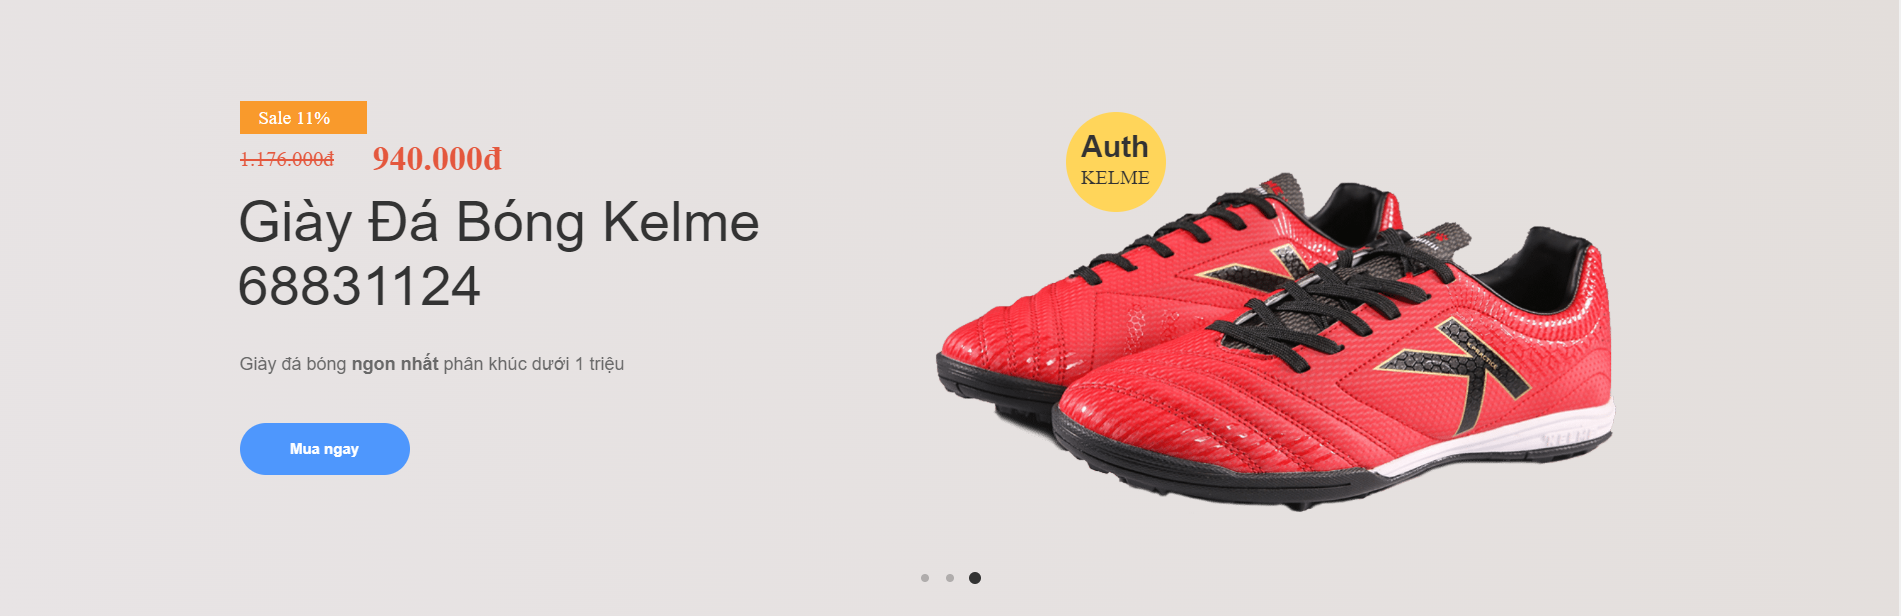 Sale 11%
1.176.000đ 940.000đ
Giày Đá Bóng Kelme
68831124
Giày đá bóng ngon nhất phân khúc dưới 1 triệu
Mua ngay
Auth
KELME